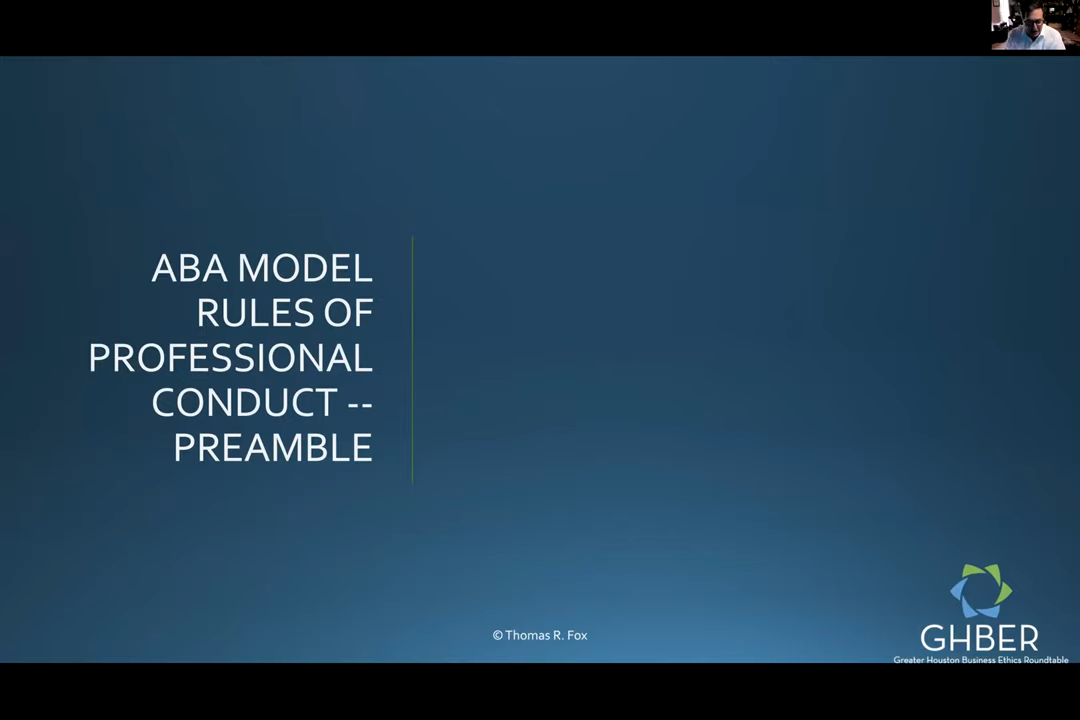 ABA MODEL
RULES OF
PROFESSIONAL
CONDUCT --
PREAMBLE
© Thomas R. Fox
GHBER
Greater Houston Business Ethics Roundtable